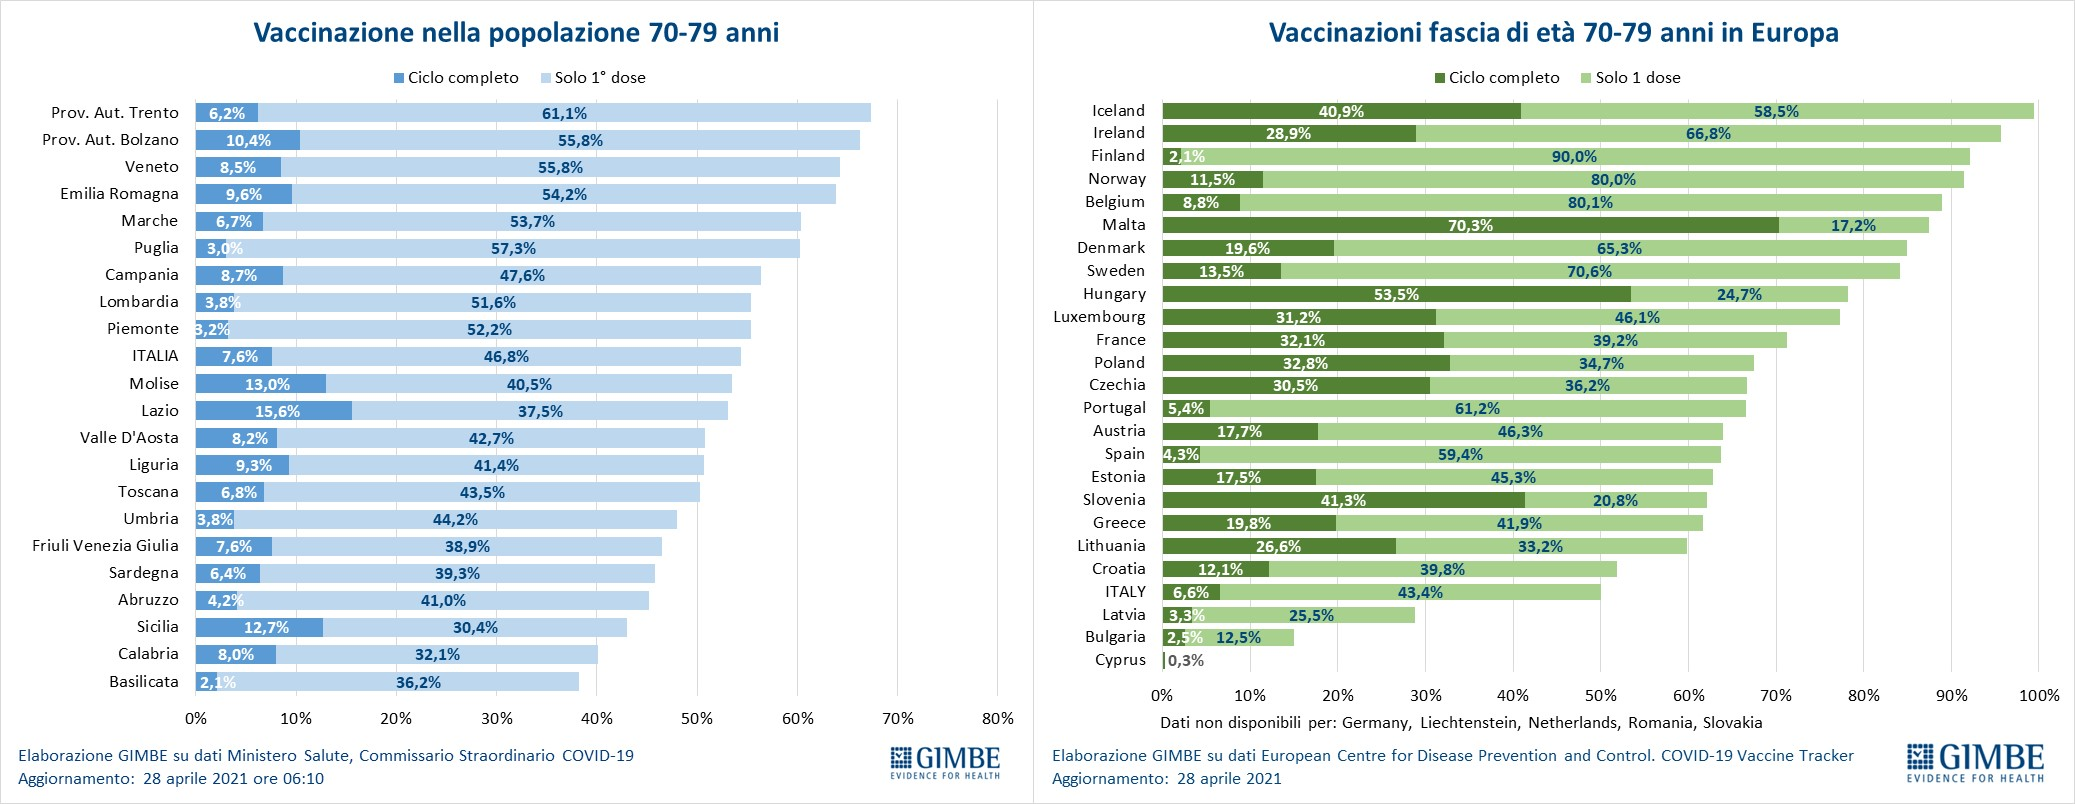 Vaccinazione nella popolazione 70-79 anni
Ciclo completo Solo 1° dose
Prov. Aut. Trento 6,2% 61,1%
Prov. Aut. Bolzano 10,4% 55,8%
Veneto 8,5% 55,8%
Emilia Romagna 9,6% 54,2%
Marche 6,7% 53,7%
Puglia 3,0% 57,3%
Campania 8,7% 47,6%
Lombardia 3,8% 51,6%
Piemonte 3,2% 52,2%
ITALIA 7,6% 46,8%
Molise 13,0% 40,5%
Lazio 15,6% 37,5%
Valle D'Aosta 8,2% 42,7%
Liguria 9,3% 41,4%
Toscana 6,8% 43,5%
Umbria 3,8% 44,2%
Friuli Venezia Giulia 7,6% 38,9%
Sardegna 6,4% 39,3%
Abruzzo 4,2% 41,0%
Sicilia 12,7% 30,4%
Calabria 8,0% 32,1%
Basilicata 2,1% 36,2%
0% 10% 20% 30% 40% 50% 60% 70% 80%
Elaborazione GIMBE su dati Ministero Salute, Commissario Straordinario COVID-19
Aggiornamento: 28 aprile 2021 ore 06:10
GIMBE
EVIDENCE FOR HEALTH
Vaccinazioni fascia di età 70-79 anni in Europa
Ciclo completo Solo 1 dose
Iceland 40,9% 58,5%
Ireland 28,9% 66,8%
Finland 2,1% 90,0%
Norway 11,5% 80,0%
Belgium 8,8% 80,1%
Malta 70,3% 17,2%
Denmark 19,6% 65,3%
Sweden 13,5% 70,6%
Hungary 53,5% 24,7%
Luxembourg 31,2% 46,1%
France 32,1% 39,2%
Poland 32,8% 34,7%
Czechia 30,5% 36,2%
Portugal 5,4% 61,2%
Austria 17,7% 46,3%
Spain 4,3% 59,4%
Estonia 17,5% 45,3%
Slovenia 41,3% 20,8%
Greece 19,8% 41,9%
Lithuania 26,6% 33,2%
Croatia 12,1% 39,8%
ITALY 6,6% 43,4%
Latvia 3,3% 25,5%
Bulgaria 2,5% 12,5%
Cyprus 0,3%
0% 10% 20% 30% 40% 50% 60% 70% 80% 90% 100%
Dati non disponibili per: Germany, Liechtenstein, Netherlands, Romania, Slovakia
Elaborazione GIMBE su dati European Centre for Disease Prevention and Control. COVID-19 Vaccine Tracker
Aggiornamento: 28 aprile 2021
GIMBE
EVIDENCE FOR HEALTH